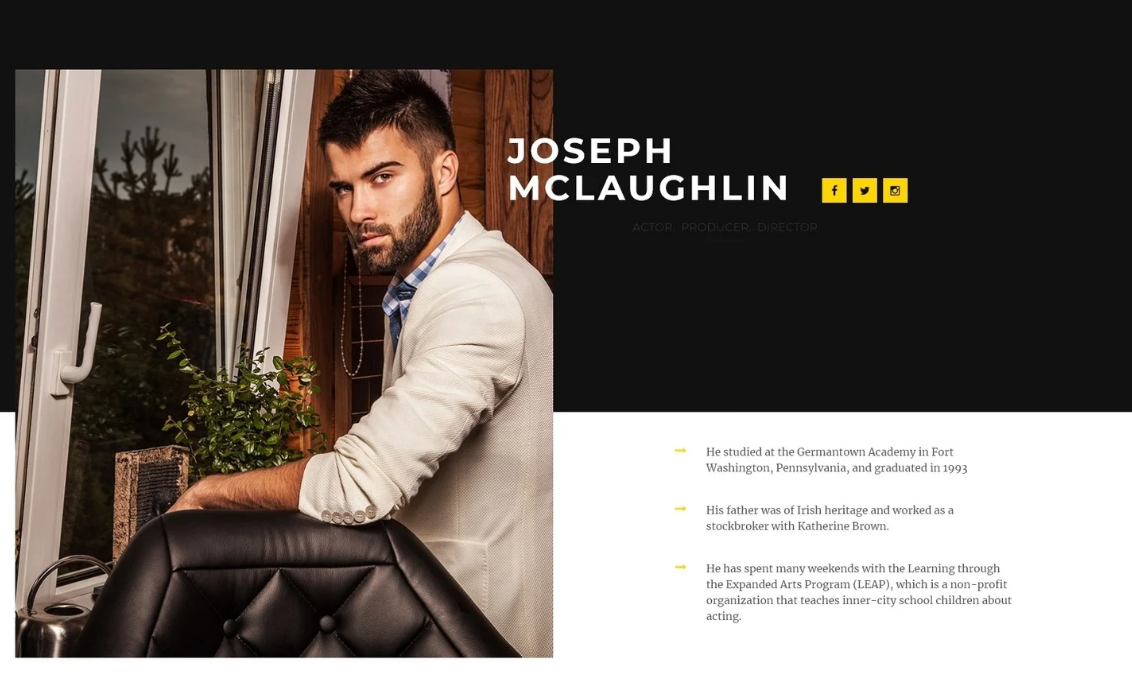 JOSEPH
MCLAUGHLIN
ACTOR. PRODUCER. DIRECTOR
He studied at the Germantown Academy in Fort
Washington, Pennsylvania, and graduated in 1993
His father was of Irish heritage and worked as a
stockbroker with Katherine Brown.
He has spent many weekends with the Learning through
the Expanded Arts Program (LEAP), which is a non-profit
organization that teaches inner-city school children about
acting.